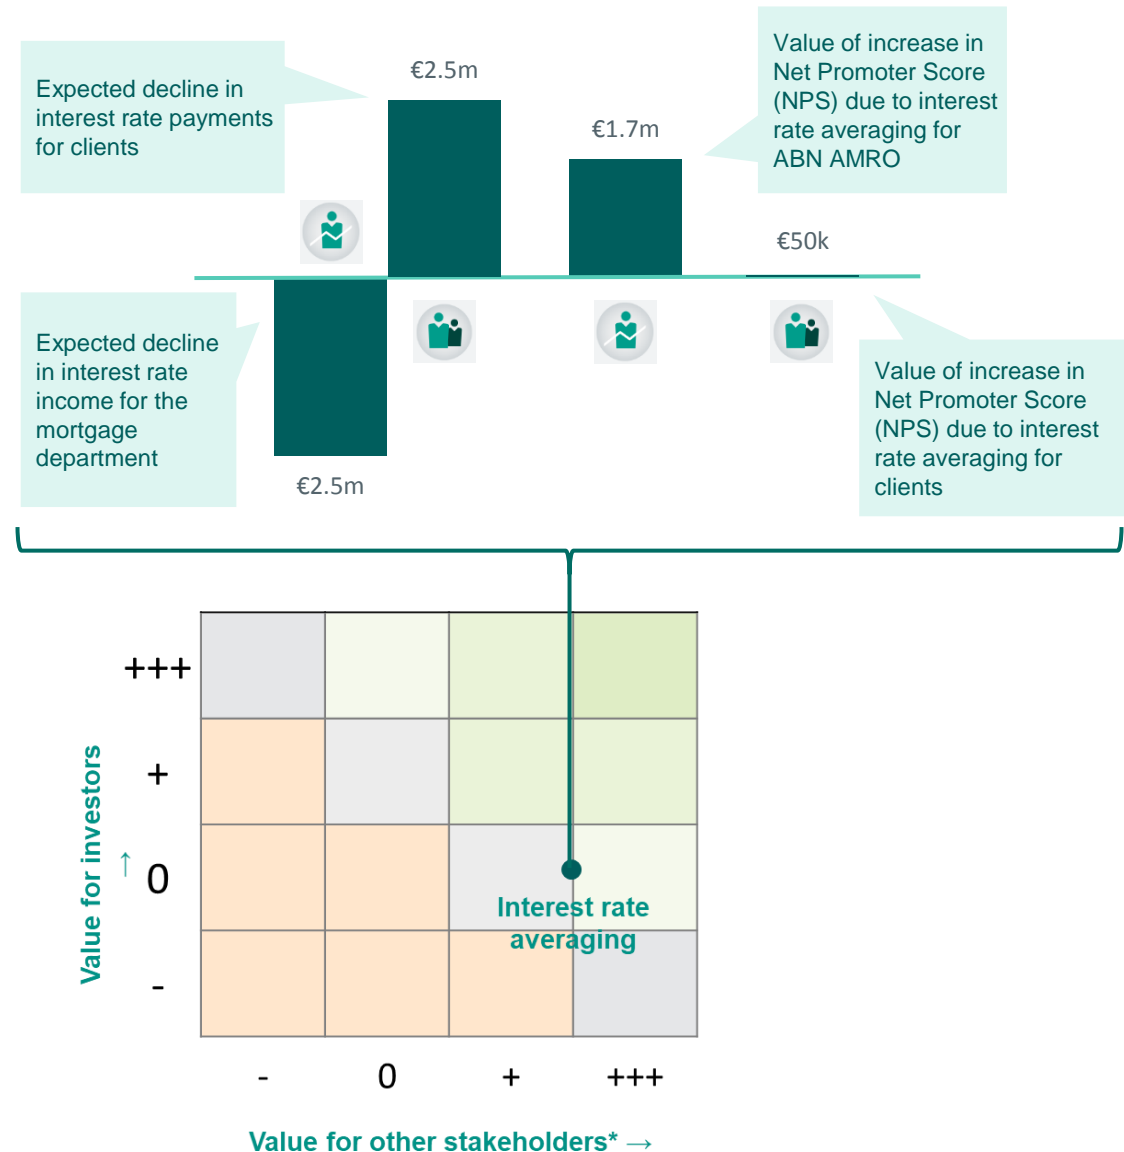 Expected decline in
interest rate payments
for clients
€2.5m
€1.7m
Value of increase in
Net Promoter Score
(NPS) due to interest
rate averaging for
ABN AMRO
€50k
Expected decline
in interest rate
income for the
mortgage
department
€2.5m
Value of increase in
Net Promoter Score
(NPS) due to interest
rate averaging for
clients
Value for investors →
+++
+
0
-
Interest rate
averaging
- 0 + +++
Value for other stakeholders* →